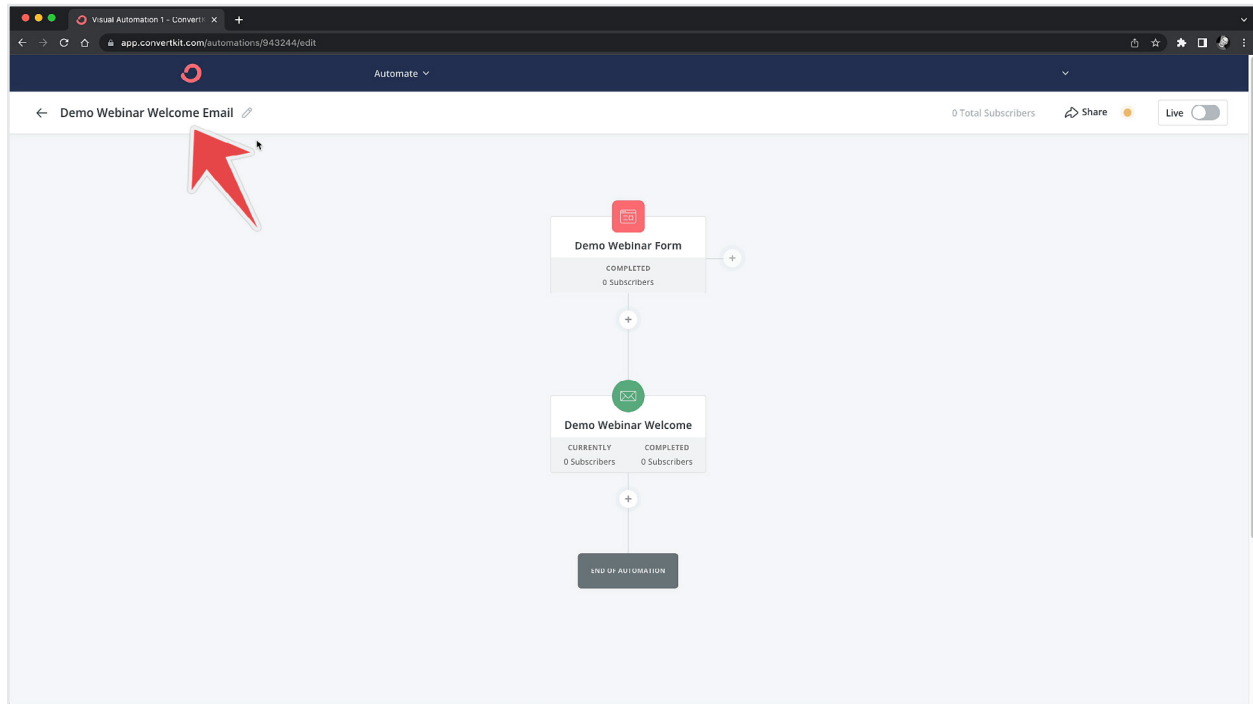 Visual Automation 1 - Convertk
app.convertkit.com/automations/943244/edit
Automate
Demo Webinar Welcome Email
0 Total Subscribers
Share
Live
Demo Webinar Form
COMPLETED
0 Subscribers
Demo Webinar Welcome
CURRENTLY COMPLETED
0 Subscribers 0 Subscribers
END OF AUTOMATION